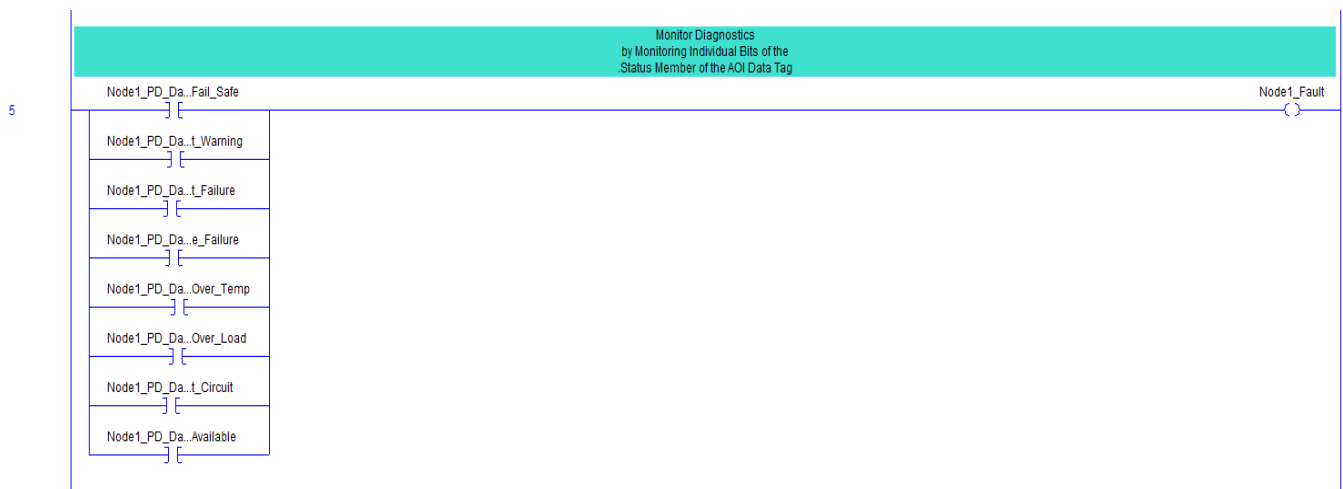 Monitor Diagnostics
by Monitoring Individual Bits of the
.Status Member of the AOI Data Tag
Node1_PD_Da...Fail_Safe
Node1_Fault
5
Node1_PD_Da...t_Warning
Node1_PD_Da...t_Failure
Node1_PD_Da...e_Failure
Node1_PD_Da...Over_Temp
Node1_PD_Da...Over_Load
Node1_PD_Da...t_Circuit
Node1_PD_Da...Available